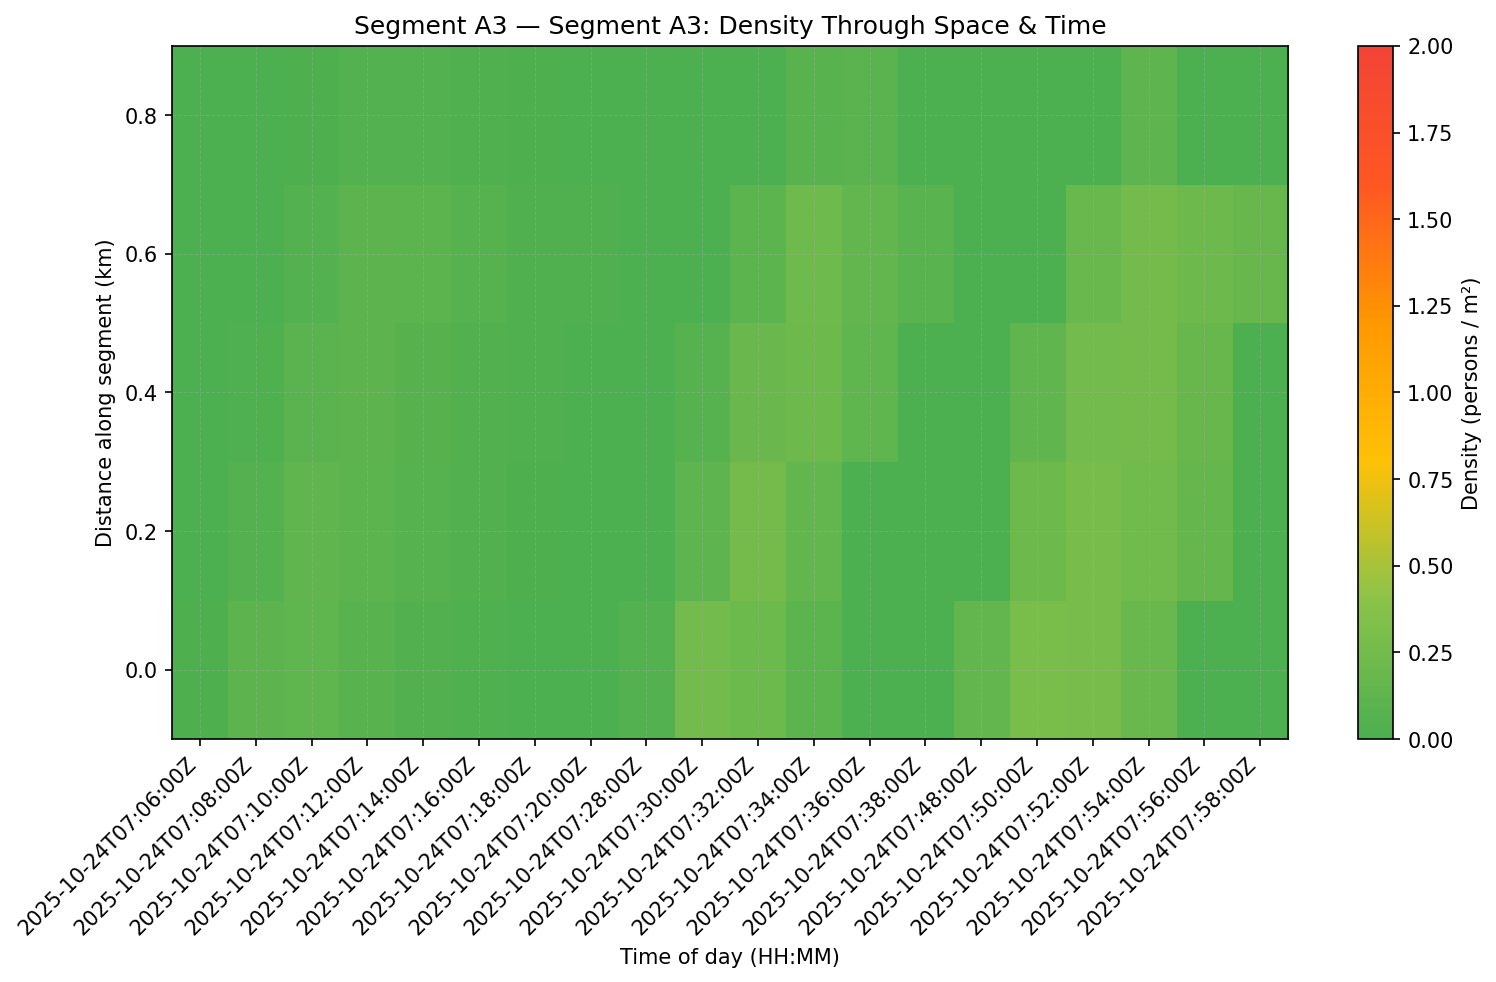 Segment A3 — Segment A3: Density Through Space & Time
Distance along segment (km)
0.8
0.6
0.4
0.2
0.0
2025-10-24T07:06:00Z
2025-10-24T07:08:00Z
2025-10-24T07:10:00Z
2025-10-24T07:12:00Z
2025-10-24T07:14:00Z
2025-10-24T07:16:00Z
2025-10-24T07:18:00Z
2025-10-24T07:20:00Z
2025-10-24T07:28:00Z
2025-10-24T07:30:00Z
2025-10-24T07:32:00Z
2025-10-24T07:34:00Z
2025-10-24T07:36:00Z
2025-10-24T07:38:00Z
2025-10-24T07:48:00Z
2025-10-24T07:50:00Z
2025-10-24T07:52:00Z
2025-10-24T07:54:00Z
2025-10-24T07:56:00Z
2025-10-24T07:58:00Z
Time of day (HH:MM)
2.00
1.75
1.50
1.25
1.00
0.75
0.50
0.25
0.00
Density (persons / m²)